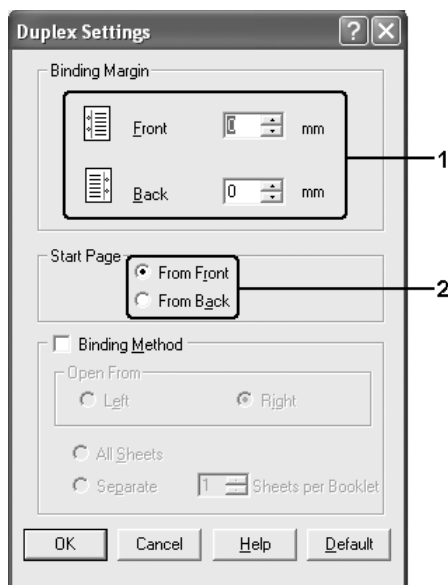 Duplex Settings
Binding Margin
Front 0 mm
1
Back 0 mm
Start Page
From Front
2
From Back
Binding Method
Open From
Left Right
All Sheets
Separate 1 Sheets per Booklet
OK Cancel Help Default